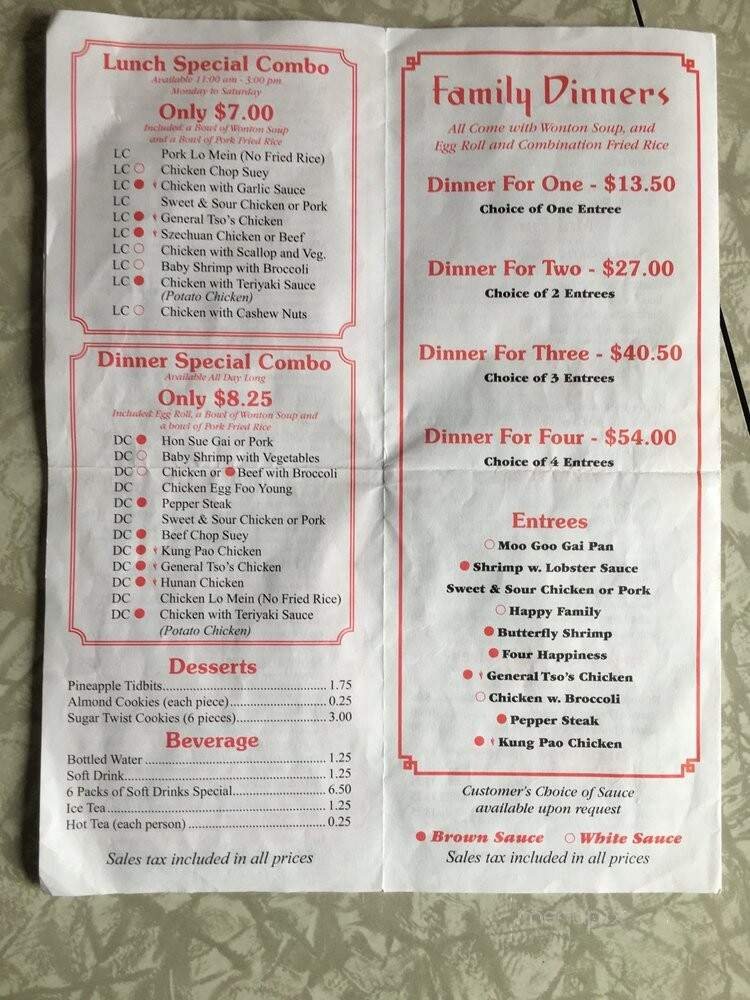 Lunch Special Combo
Available 11:00 am - 3:00 pm
Monday to Saturday
Only $7.00
Included: a Bowl of Wonton Soup
and a Bowl of Pork Fried Rice
LC Pork Lo Mein (No Fried Rice)
LC ○ Chicken Chop Suey
LC ● Chicken with Garlic Sauce
LC Sweet & Sour Chicken or Pork
LC ● General Tso's Chicken
LC ● Szechuan Chicken or Beef
LC ○ Chicken with Scallop and Veg.
LC ○ Baby Shrimp with Broccoli
LC ● Chicken with Teriyaki Sauce
(Potato Chicken)
LC ○ Chicken with Cashew Nuts
Dinner Special Combo
Available All Day Long
Only $8.25
Included: Egg Roll, a Bowl of Wonton Soup and
a bowl of Pork Fried Rice
DC ● Hon Sue Gai or Pork
DC ○ Baby Shrimp with Vegetables
DC ○ Chicken or ● Beef with Broccoli
DC Chicken Egg Foo Young
DC ● Pepper Steak
DC Sweet & Sour Chicken or Pork
DC ● Beef Chop Suey
DC ● Kung Pao Chicken
DC ● General Tso's Chicken
DC ● Hunan Chicken
DC Chicken Lo Mein (No Fried Rice)
DC ● Chicken with Teriyaki Sauce
(Potato Chicken)
Desserts
Pineapple Tidbits 1.75
Almond Cookies (each piece) 0.25
Sugar Twist Cookies (6 pieces) 3.00
Beverage
Bottled Water 1.25
Soft Drink 1.25
6 Packs of Soft Drinks Special 6.50
Ice Tea 1.25
Hot Tea (each person) 0.25
Sales tax included in all prices
Family Dinners
All Come with Wonton Soup, and
Egg Roll and Combination Fried Rice
Dinner For One - $13.50
Choice of One Entree
Dinner For Two - $27.00
Choice of 2 Entrees
Dinner For Three - $40.50
Choice of 3 Entrees
Dinner For Four - $54.00
Choice of 4 Entrees
Entrees
○ Moo Goo Gai Pan
● Shrimp w. Lobster Sauce
Sweet & Sour Chicken or Pork
○ Happy Family
● Butterfly Shrimp
● Four Happiness
● General Tso's Chicken
○ Chicken w. Broccoli
● Pepper Steak
● Kung Pao Chicken
Customer's Choice of Sauce
available upon request
● Brown Sauce ○ White Sauce
Sales tax included in all prices